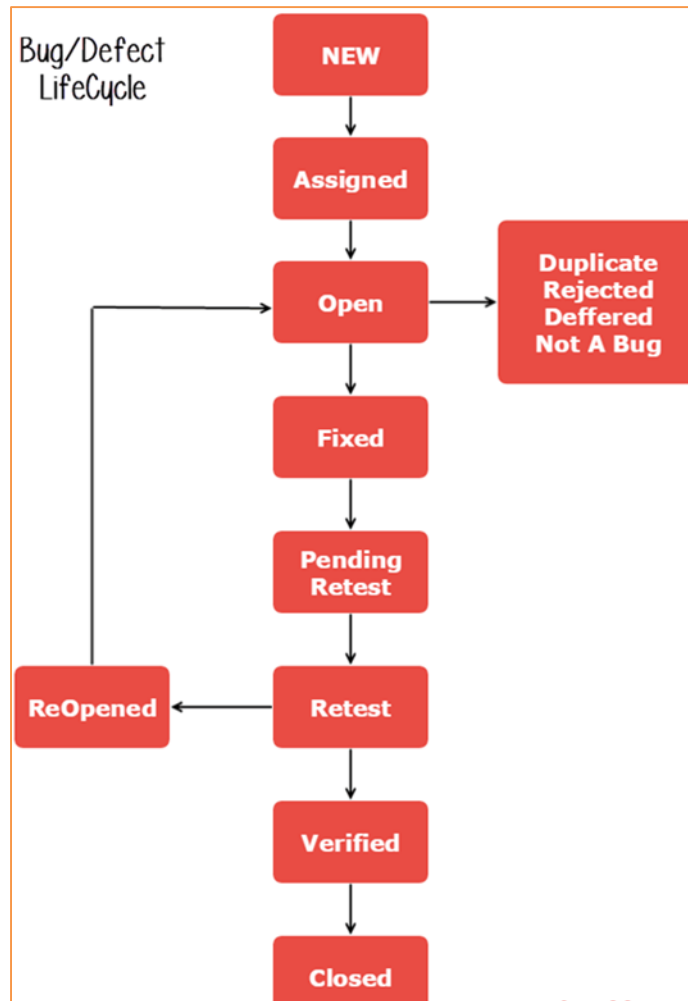 Bug/Defect
LifeCycle
NEW
Assigned
Open
Duplicate
Rejected
Deffered
Not A Bug
Fixed
Pending
Retest
ReOpened
Retest
Verified
Closed